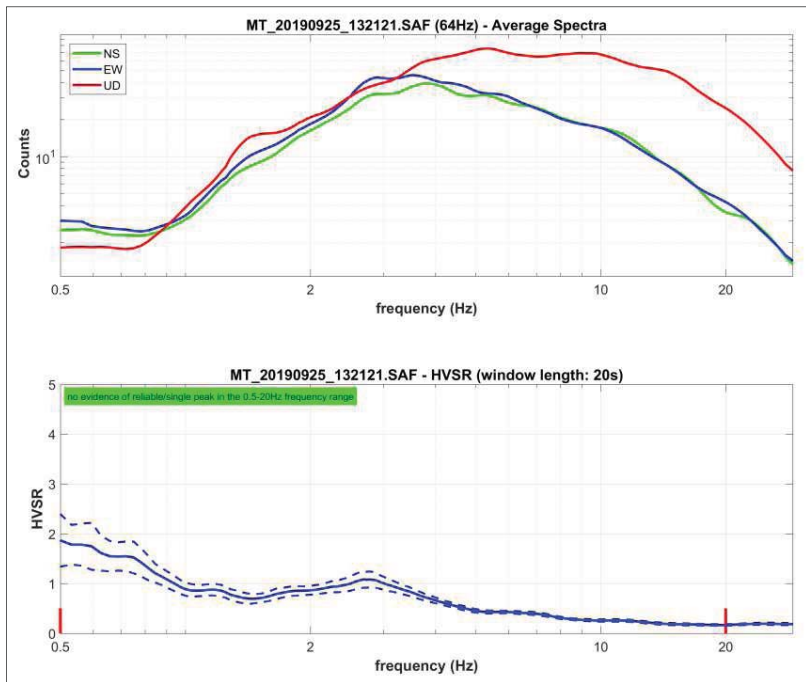 MT_20190925_132121.SAF (64Hz) - Average Spectra
NS
EW
UD
Counts
10¹
0.5
2
10
20
frequency (Hz)
MT_20190925_132121.SAF - HVSR (window length: 20s)
no evidence of reliable/single peak in the 0.5-20Hz frequency range
HVSR
5
4
3
2
1
0
0.5
2
10
20
frequency (Hz)